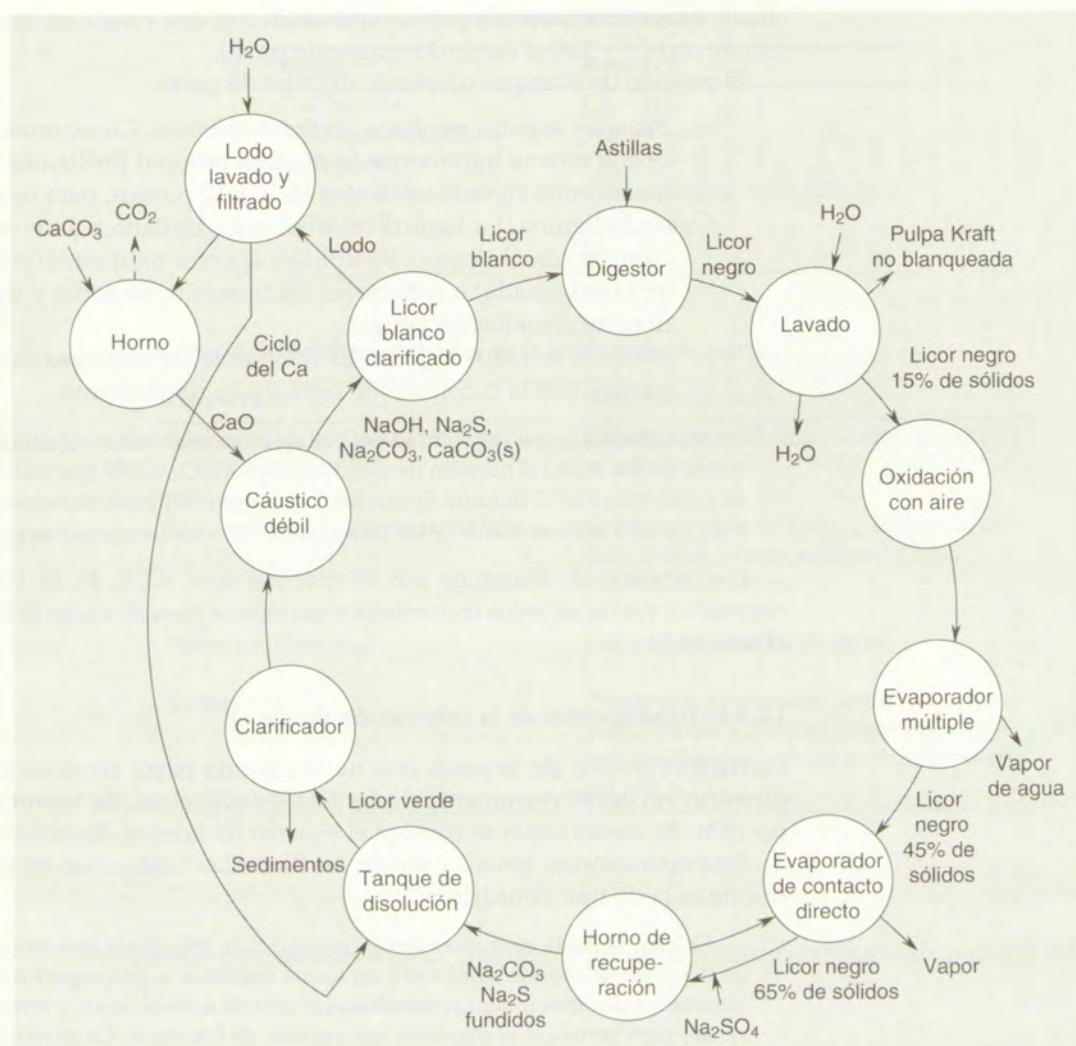 H₂O
Lodo
lavado y
filtrado
CO₂
CaCO₃
Horno
Lodo
Licor
blanco
Licor
blanco
clarificado
Ciclo
del Ca
CaO
NaOH, Na₂S,
Na₂CO₃, CaCO₃(s)
Cáustico
débil
Astillas
Digestor
Licor
negro
H₂O
Pulpa Kraft
no blanqueada
Lavado
Licor negro
15% de sólidos
H₂O
Oxidación
con aire
Evaporador
múltiple
Vapor
de agua
Licor
negro
45% de
sólidos
Evaporador
de contacto
directo
Vapor
Licor negro
65% de sólidos
Horno de
recupe-
ración
Na₂SO₄
Na₂CO₃
Na₂S
fundidos
Tanque de
disolución
Licor verde
Clarificador
Sedimentos